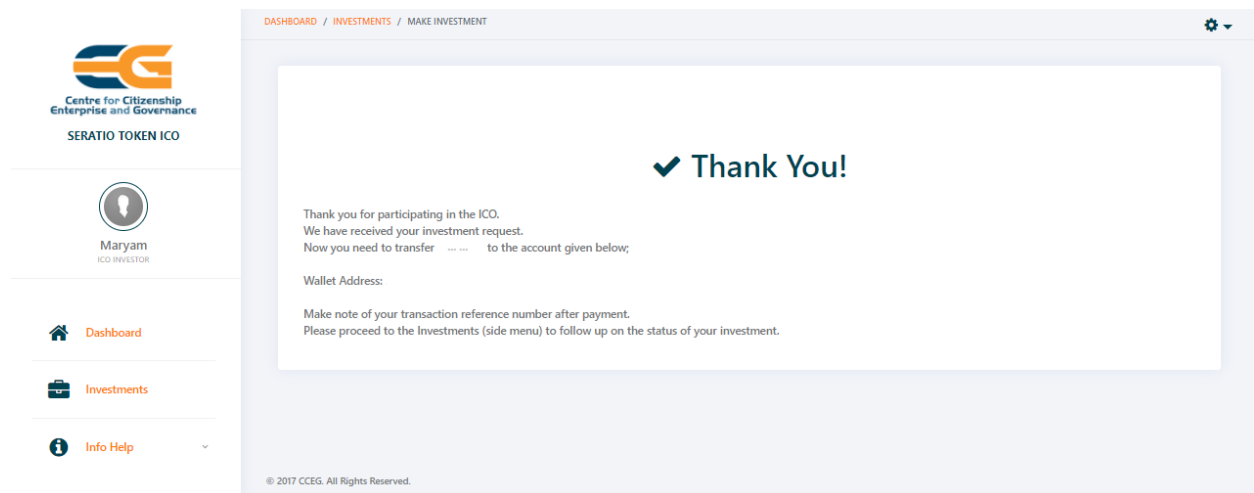 DASHBOARD / INVESTMENTS / MAKE INVESTMENT
Centre for Citizenship
Enterprise and Governance
SERATIO TOKEN ICO
Maryam
ICO INVESTOR
Dashboard
Investments
Info Help
✔ Thank You!
Thank you for participating in the ICO.
We have received your investment request.
Now you need to transfer ... ... to the account given below;
Wallet Address:
Make note of your transaction reference number after payment.
Please proceed to the Investments (side menu) to follow up on the status of your investment.
© 2017 CCEG. All Rights Reserved.